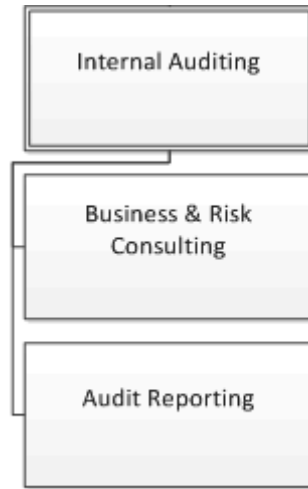 Internal Auditing
Business & Risk
Consulting
Audit Reporting